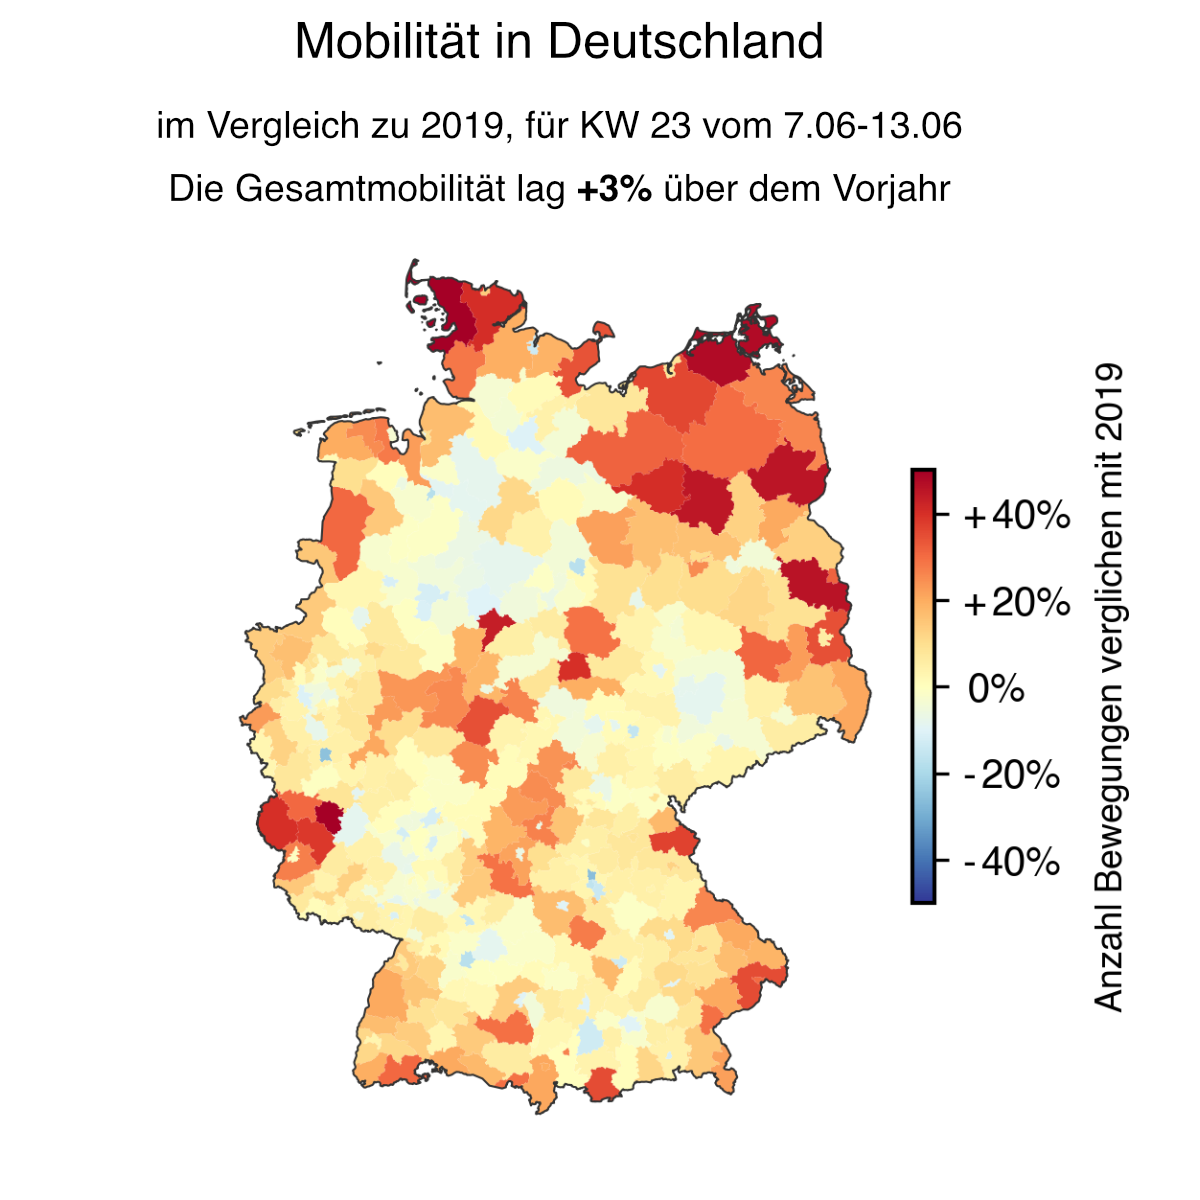 Mobilität in Deutschland
im Vergleich zu 2019, für KW 23 vom 7.06-13.06
Die Gesamtmobilität lag +3% über dem Vorjahr
+40%
+20%
0%
-20%
-40%
Anzahl Bewegungen verglichen mit 2019